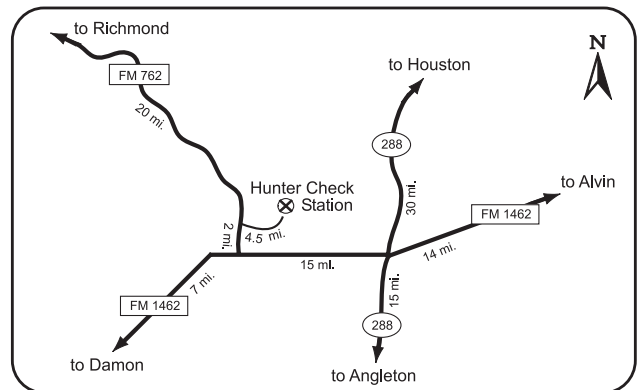 to Richmond
FM 762
20 mi.
N
to Houston
288
30 mi.
to Alvin
FM 1462
14 mi.
Hunter Check
Station
2 mi.
4.5 mi.
15 mi.
7 mi.
FM 1462
to Damon
15 mi.
288
to Angleton